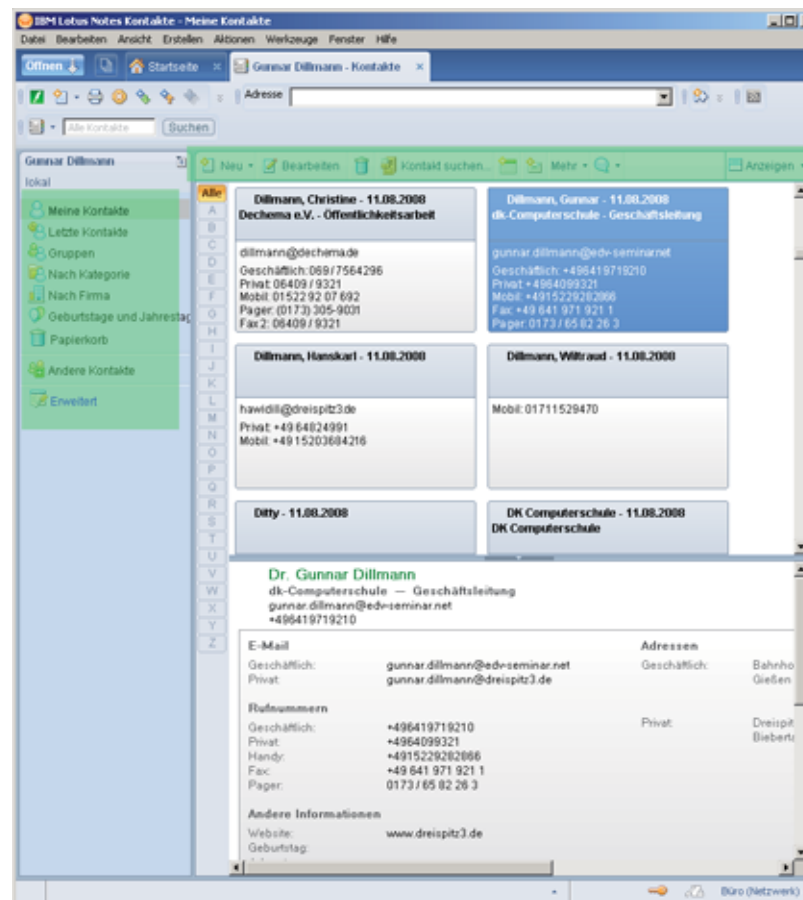 IBM Lotus Notes Kontakte - Meine Kontakte
Datei Bearbeiten Ansicht Erstellen Aktionen Werkzeuge Fenster Hilfe
Öffnen Startseite Gunnar Dillmann - Kontakte
Adresse
Alle Kontakte Suchen
Gunnar Dillmann
lokal
Neu Bearbeiten Kontakt suchen... Mehr Anzeigen
Meine Kontakte
Letzte Kontakte
Gruppen
Nach Kategorie
Nach Firma
Geburtstage und Jahrestag
Papierkorb
Andere Kontakte
Erweitert
Alle
A
B
C
D
E
F
G
H
I
J
K
L
M
N
O
P
Q
R
S
T
U
V
W
X
Y
Z
Dillmann, Christine - 11.08.2008
Dechema e.V. - Öffentlichkeitsarbeit
dillmann@dechema.de
Geschäftlich: 069 / 7564296
Privat: 06409 / 9321
Mobil: 01522 92 07 692
Pager: (0173) 305-9031
Fax 2: 06409 / 9321
Dillmann, Gunnar - 11.08.2008
dk-Computerschule - Geschäftsleitung
gunnar.dillmann@edv-seminar.net
Geschäftlich: +496419719210
Privat: +4964099321
Mobil: +4915229282866
Fax: +49 641 971 921 1
Pager: 0173 / 65 82 26 3
Dillmann, Hanskarl - 11.08.2008
hawidill@dreispitz3.de
Privat: +49 64824991
Mobil: +49 15203684216
Dillmann, Wiltraud - 11.08.2008
Mobil: 01711529470
Ditty - 11.08.2008
DK Computerschule - 11.08.2008
DK Computerschule
Dr. Gunnar Dillmann
dk-Computerschule — Geschäftsleitung
gunnar.dillmann@edv-seminar.net
+496419719210
E-Mail
Geschäftlich: gunnar.dillmann@edv-seminar.net
Privat: gunnar.dillmann@dreispitz3.de
Rufnummern
Geschäftlich: +496419719210
Privat: +4964099321
Handy: +4915229282866
Fax: +49 641 971 921 1
Pager: 0173 / 65 82 26 3
Andere Informationen
Website: www.dreispitz3.de
Geburtstag:
Adressen
Geschäftlich: Bahnho
Gießen
Privat: Dreispit
Bieberta
Büro (Netzwerk)